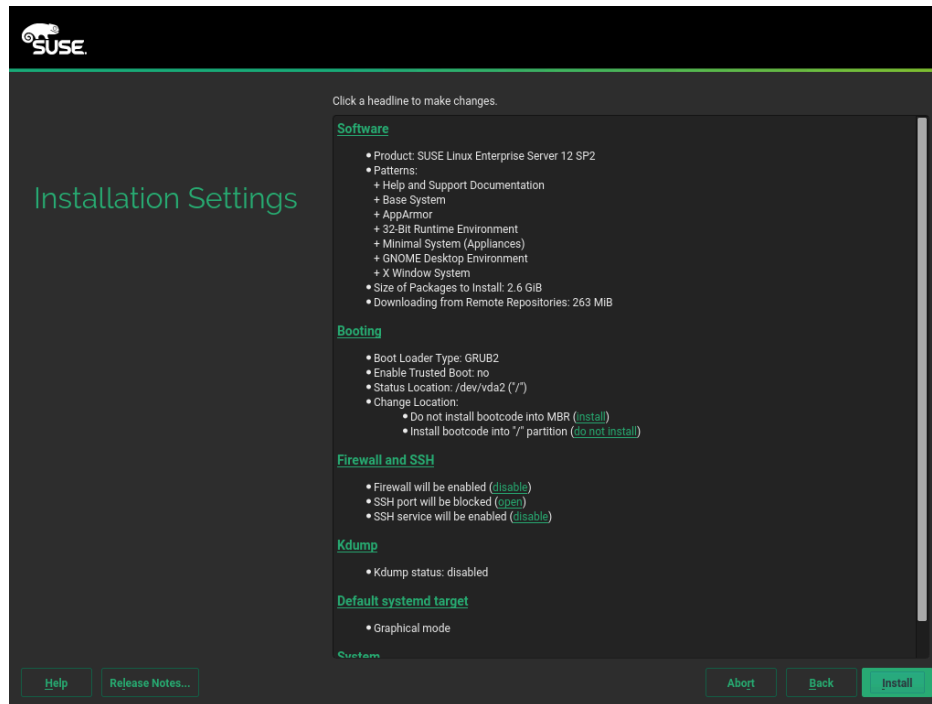 SUSE.
Click a headline to make changes.
Installation Settings
Software
• Product: SUSE Linux Enterprise Server 12 SP2
• Patterns:
+ Help and Support Documentation
+ Base System
+ AppArmor
+ 32-Bit Runtime Environment
+ Minimal System (Appliances)
+ GNOME Desktop Environment
+ X Window System
• Size of Packages to Install: 2.6 GiB
• Downloading from Remote Repositories: 263 MiB
Booting
• Boot Loader Type: GRUB2
• Enable Trusted Boot: no
• Status Location: /dev/vda2 ("/")
• Change Location:
• Do not install bootcode into MBR (install)
• Install bootcode into "/" partition (do not install)
Firewall and SSH
• Firewall will be enabled (disable)
• SSH port will be blocked (open)
• SSH service will be enabled (disable)
Kdump
• Kdump status: disabled
Default systemd target
• Graphical mode
System
Help
Release Notes...
Abort
Back
Install